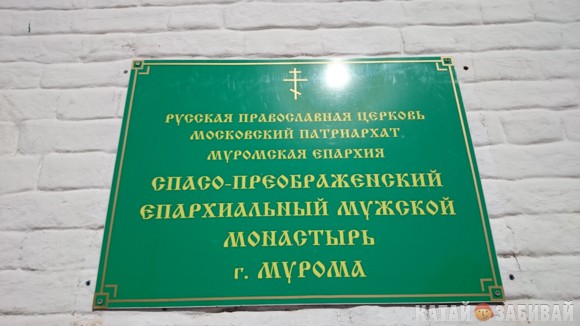 РУССКАЯ ПРАВОСЛАВНАЯ ЦЕРКОВЬ
МОСКОВСКИЙ ПАТРИАРХАТ
МУРОМСКАЯ ЕПАРХИЯ
СПАСО-ПРЕОБРАЖЕНСКИЙ
ЕПАРХИАЛЬНЫЙ МУЖСКОЙ
МОНАСТЫРЬ
г. МУРОМА
КАТАЙ ЗАБИВАЙ